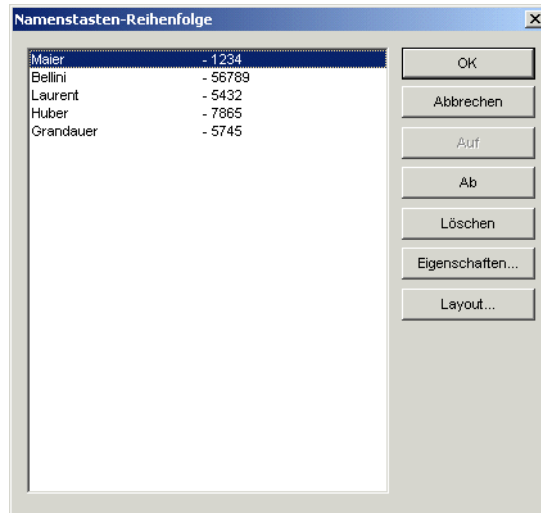 Namenstasten-Reihenfolge
Maier - 1234
Bellini - 56789
Laurent - 5432
Huber - 7865
Grandauer - 5745
OK
Abbrechen
Auf
Ab
Löschen
Eigenschaften...
Layout...